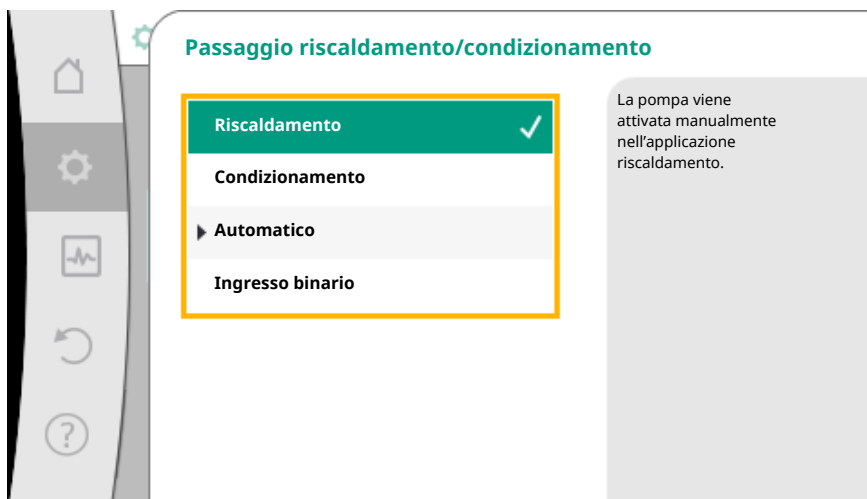 Passaggio riscaldamento/condizionamento
Riscaldamento
Condizionamento
Automatico
Ingresso binario
La pompa viene
attivata manualmente
nell'applicazione
riscaldamento.
?